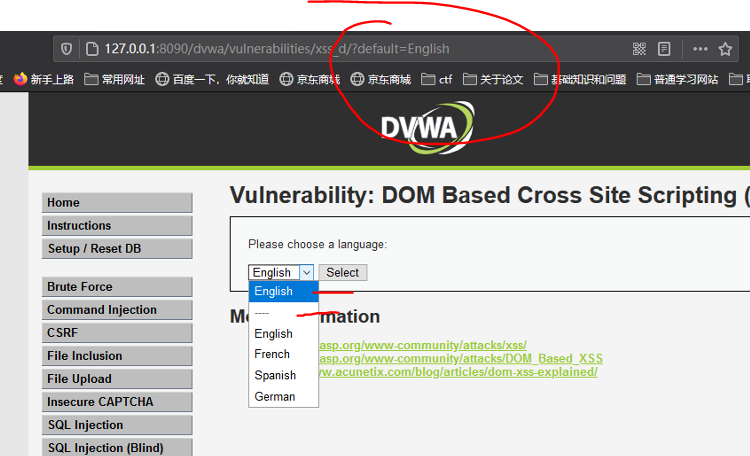 127.0.0.1:8090/dvwa/vulnerabilities/xss_d/?default=English
新手上路 常用网址 百度一下，你就知道 京东商城 京东商城 ctf 关于论文 基础知识和问题 普通学习网站
DVWA
Home
Instructions
Setup / Reset DB
Brute Force
Command Injection
CSRF
File Inclusion
File Upload
Insecure CAPTCHA
SQL Injection
SQL Injection (Blind)
Vulnerability: DOM Based Cross Site Scripting (
Please choose a language:
English Select
English
----
English
French
Spanish
German
mation
asp.org/www-community/attacks/xss/
asp.org/www-community/attacks/DOM_Based_XSS
w.acunetix.com/blog/articles/dom-xss-explained/